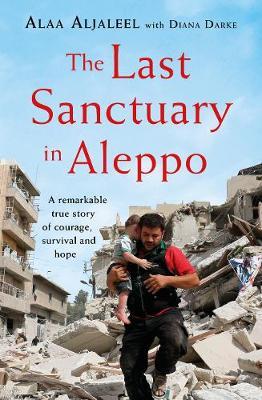 ALAA ALJALEEL WITH DIANA DARKE
The Last
Sanctuary
in Aleppo
A remarkable
true story
of courage,
survival and
hope